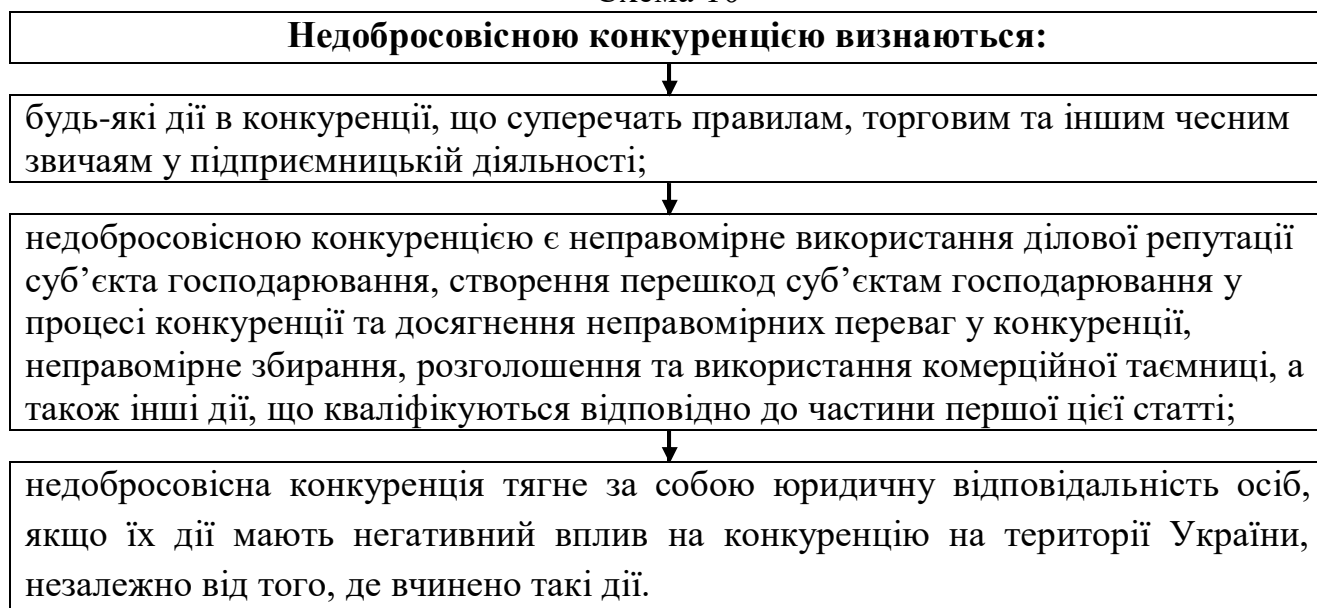 Недобросовісною конкуренцією визнаються:
будь-які дії в конкуренції, що суперечать правилам, торговим та іншим чесним
звичаям у підприємницькій діяльності;
недобросовісною конкуренцією є неправомірне використання ділової репутації
суб’єкта господарювання, створення перешкод суб’єктам господарювання у
процесі конкуренції та досягнення неправомірних переваг у конкуренції,
неправомірне збирання, розголошення та використання комерційної таємниці, а
також інші дії, що кваліфікуються відповідно до частини першої цієї статті;
недобросовісна конкуренція тягне за собою юридичну відповідальність осіб,
якщо їх дії мають негативний вплив на конкуренцію на території України,
незалежно від того, де вчинено такі дії.